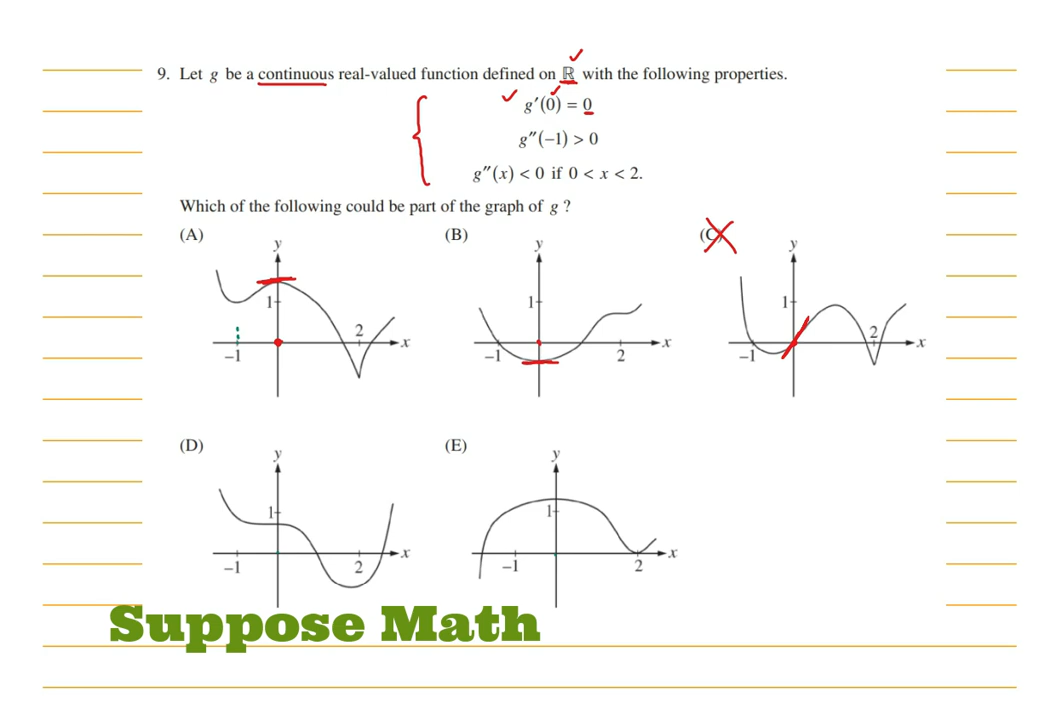 9. Let g be a continuous real-valued function defined on ℝ with the following properties.
g′(0) = 0
g″(−1) > 0
g″(x) < 0 if 0 < x < 2.
Which of the following could be part of the graph of g ?
(A) (B) (C)
y y y
1 1 1
−1 2 x −1 2 x −1 2 x
(D) (E)
y y
1 1
−1 2 x −1 2 x
Suppose Math